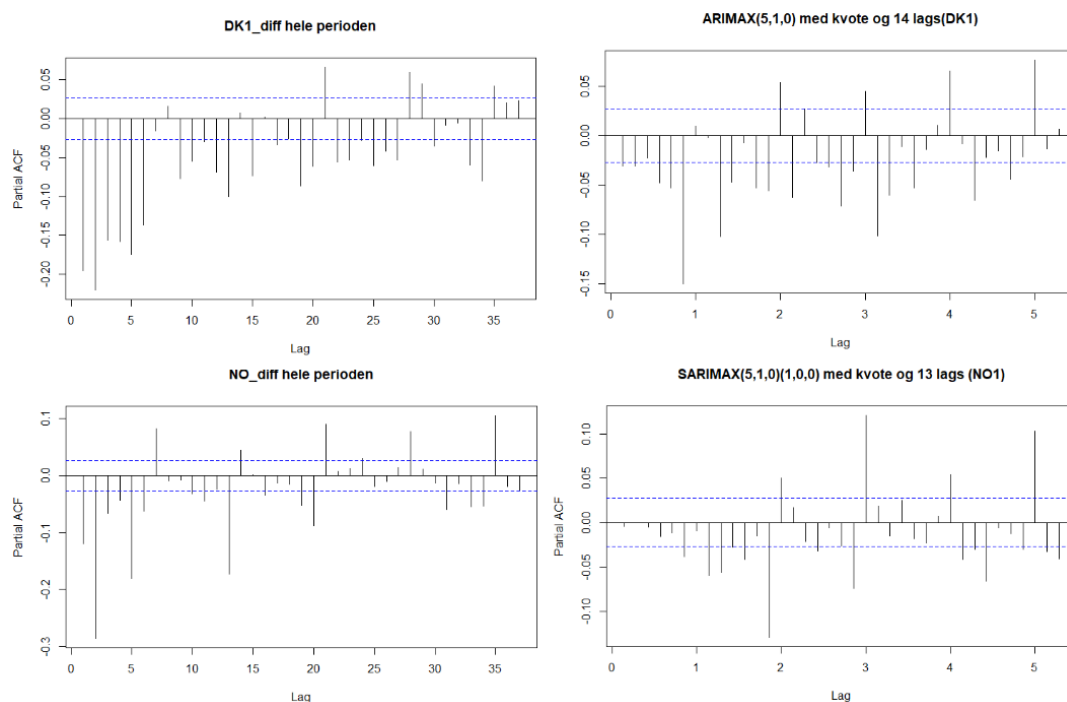 DK1_diff hele perioden
Partial ACF
0.05
0.00
-0.05
-0.10
-0.15
-0.20
0 5 10 15 20 25 30 35
Lag
ARIMAX(5,1,0) med kvote og 14 lags(DK1)
Partial ACF
0.05
0.00
-0.05
-0.10
-0.15
0 1 2 3 4 5
Lag
NO_diff hele perioden
Partial ACF
0.1
0.0
-0.1
-0.2
-0.3
0 5 10 15 20 25 30 35
Lag
SARIMAX(5,1,0)(1,0,0) med kvote og 13 lags (NO1)
Partial ACF
0.10
0.05
0.00
-0.05
-0.10
0 1 2 3 4 5
Lag